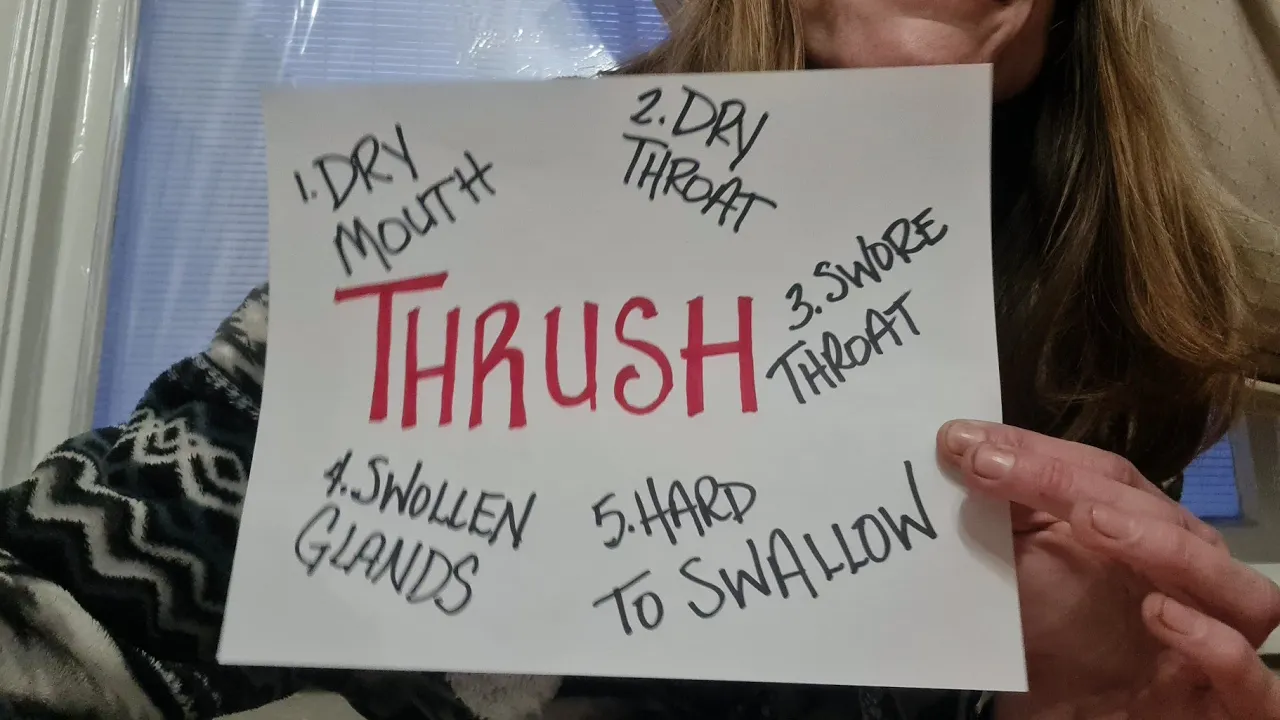 1. DRY
MOUTH
2. DRY
THROAT
THRUSH
3. SWORE
THROAT
4. SWOLLEN
GLANDS
5. HARD
TO SWALLOW